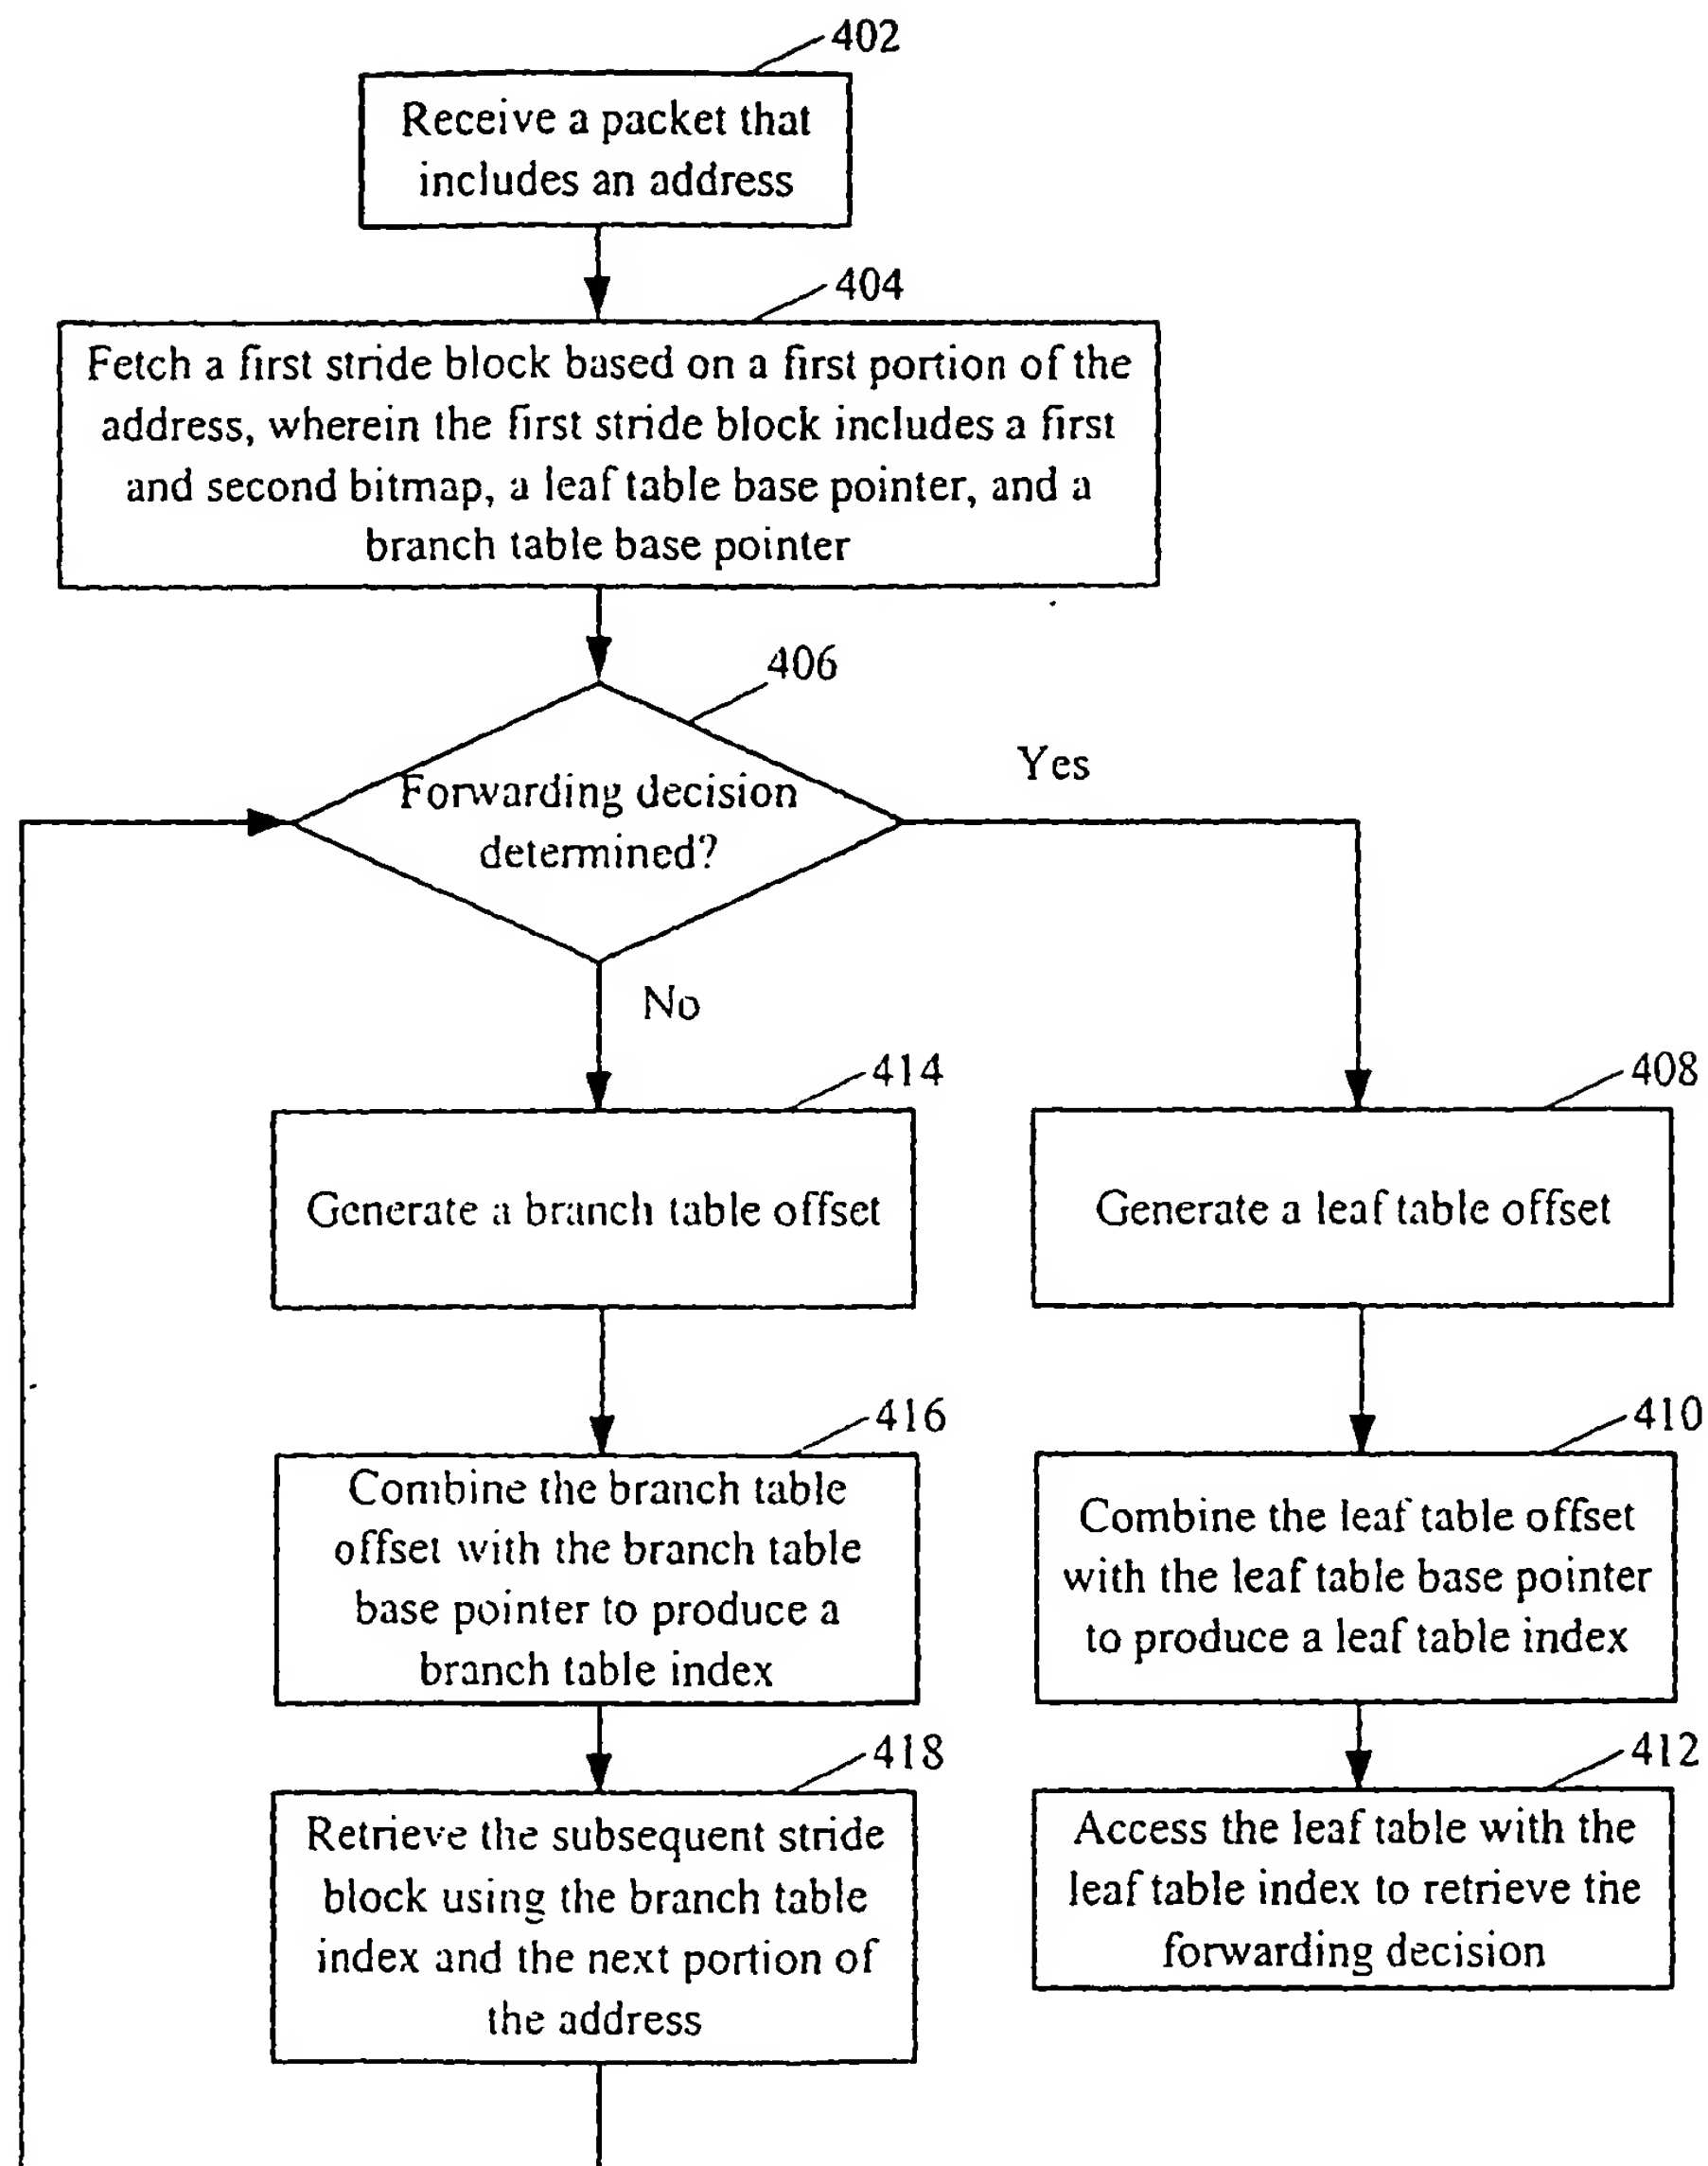 402
Receive a packet that
includes an address
404
Fetch a first stride block based on a first portion of the
address, wherein the first stride block includes a first
and second bitmap, a leaf table base pointer, and a
branch table base pointer
406
Forwarding decision
determined?
Yes
No
414
Generate a branch table offset
408
Generate a leaf table offset
416
Combine the branch table
offset with the branch table
base pointer to produce a
branch table index
410
Combine the leaf table offset
with the leaf table base pointer
to produce a leaf table index
418
Retrieve the subsequent stride
block using the branch table
index and the next portion of
the address
412
Access the leaf table with the
leaf table index to retrieve the
forwarding decision